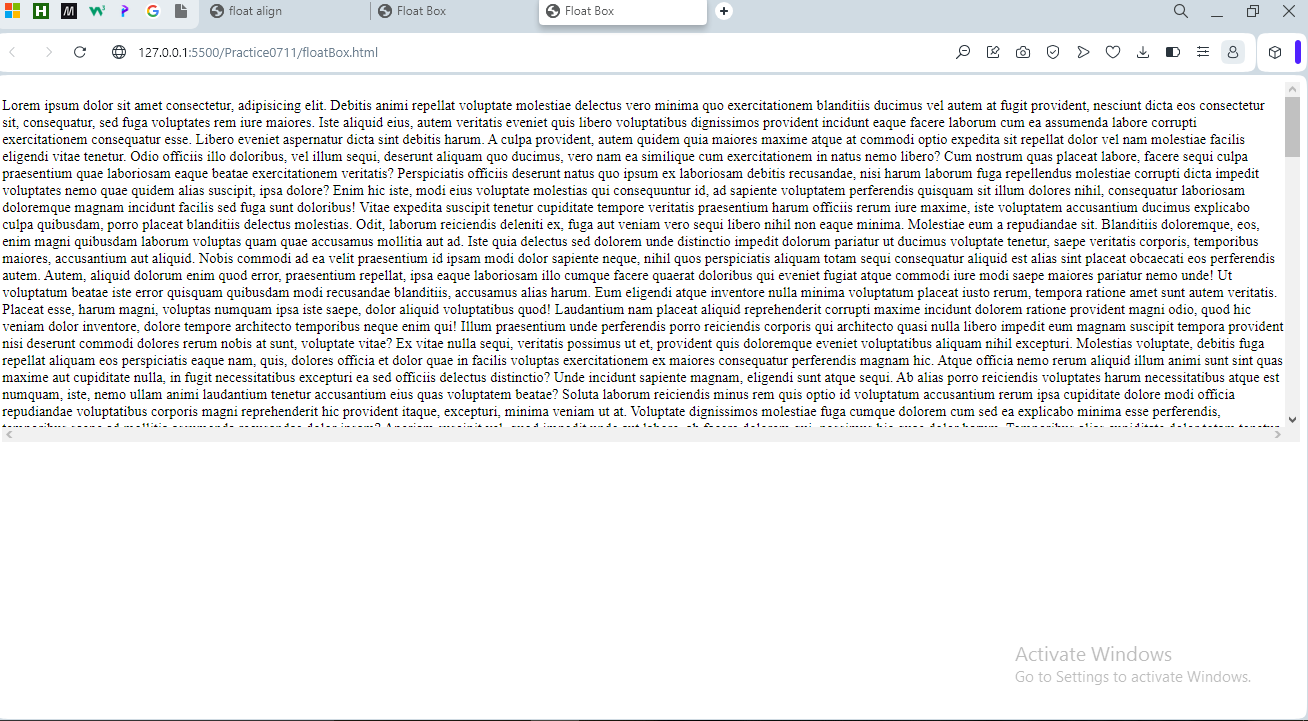 float align
Float Box
Float Box
127.0.0.1:5500/Practice0711/floatBox.html
Lorem ipsum dolor sit amet consectetur, adipisicing elit. Debitis animi repellat voluptate molestiae delectus vero minima quo exercitationem blanditiis ducimus vel autem at fugit provident, nesciunt dicta eos consectetur
sit, consequatur, sed fuga voluptates rem iure maiores. Iste aliquid eius, autem veritatis eveniet quis libero voluptatibus dignissimos provident incidunt eaque facere laborum cum ea assumenda labore corrupti
exercitationem consequatur esse. Libero eveniet aspernatur dicta sint debitis harum. A culpa provident, autem quidem quia maiores maxime atque at commodi optio expedita sit repellat dolor vel nam molestiae facilis
eligendi vitae tenetur. Odio officiis illo doloribus, vel illum sequi, deserunt aliquam quo ducimus, vero nam ea similique cum exercitationem in natus nemo libero? Cum nostrum quas placeat labore, facere sequi culpa
praesentium quae laboriosam eaque beatae exercitationem veritatis? Perspiciatis officiis deserunt natus quo ipsum ex laboriosam debitis recusandae, nisi harum laborum fuga repellendus molestiae corrupti dicta impedit
voluptates nemo quae quidem alias suscipit, ipsa dolore? Enim hic iste, modi eius voluptate molestias qui consequuntur id, ad sapiente voluptatem perferendis quisquam sit illum dolores nihil, consequatur laboriosam
doloremque magnam incidunt facilis sed fuga sunt doloribus! Vitae expedita suscipit tenetur cupiditate tempore veritatis praesentium harum officiis rerum iure maxime, iste voluptatem accusantium ducimus explicabo
culpa quibusdam, porro placeat blanditiis delectus molestias. Odit, laborum reiciendis deleniti ex, fuga aut veniam vero sequi libero nihil non eaque minima. Molestiae eum a repudiandae sit. Blanditiis doloremque, eos,
enim magni quibusdam laborum voluptas quam quae accusamus mollitia aut ad. Iste quia delectus sed dolorem unde distinctio impedit dolorum pariatur ut ducimus voluptate tenetur, saepe veritatis corporis, temporibus
maiores, accusantium aut aliquid. Nobis commodi ad ea velit praesentium id ipsam modi dolor sapiente neque, nihil quos perspiciatis aliquam totam sequi consequatur aliquid est alias sint placeat obcaecati eos perferendis
autem. Autem, aliquid dolorum enim quod error, praesentium repellat, ipsa eaque laboriosam illo cumque facere quaerat doloribus qui eveniet fugiat atque commodi iure modi saepe maiores pariatur nemo unde! Ut
voluptatum beatae iste error quisquam quibusdam modi recusandae blanditiis, accusamus alias harum. Eum eligendi atque inventore nulla minima voluptatum placeat iusto rerum, tempora ratione amet sunt autem veritatis.
Placeat esse, harum magni, voluptas numquam ipsa iste saepe, dolor aliquid voluptatibus quod! Laudantium nam placeat aliquid reprehenderit corrupti maxime incidunt dolorem ratione provident magni odio, quod hic
veniam dolor inventore, dolore tempore architecto temporibus neque enim qui! Illum praesentium unde perferendis porro reiciendis corporis qui architecto quasi nulla libero impedit eum magnam suscipit tempora provident
nisi deserunt commodi dolores rerum nobis at sunt, voluptate vitae? Ex vitae nulla sequi, veritatis possimus ut et, provident quis doloremque eveniet voluptatibus aliquam nihil excepturi. Molestias voluptate, debitis fuga
repellat aliquam eos perspiciatis eaque nam, quis, dolores officia et dolor quae in facilis voluptas exercitationem ex maiores consequatur perferendis magnam hic. Atque officia nemo rerum aliquid illum animi sunt sint quas
maxime aut cupiditate nulla, in fugit necessitatibus excepturi ea sed officiis delectus distinctio? Unde incidunt sapiente magnam, eligendi sunt atque sequi. Ab alias porro reiciendis voluptates harum necessitatibus atque est
numquam, iste, nemo ullam animi laudantium tenetur accusantium eius quas voluptatem beatae? Soluta laborum reiciendis minus rem quis optio id voluptatum accusantium rerum ipsa cupiditate dolore modi officia
repudiandae voluptatibus corporis magni reprehenderit hic provident itaque, excepturi, minima veniam ut at. Voluptate dignissimos molestiae fuga cumque dolorem cum sed ea explicabo minima esse perferendis,
Activate Windows
Go to Settings to activate Windows.